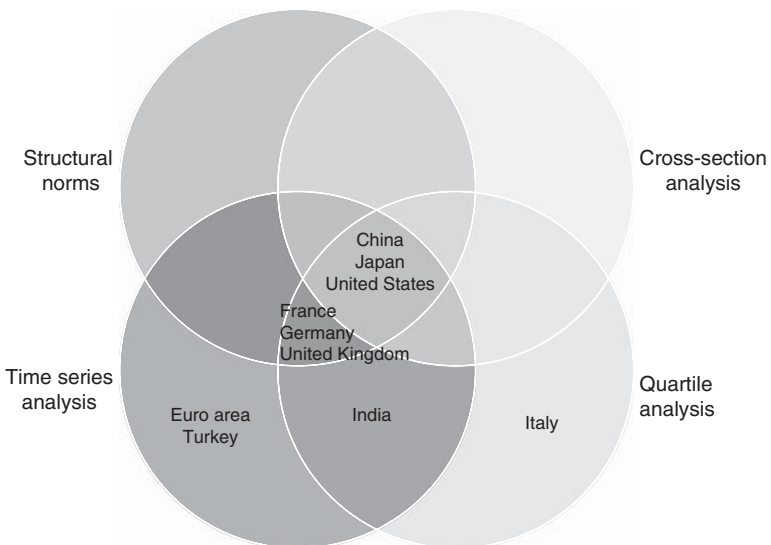 Structural
norms
Cross-section
analysis
China
Japan
United States
France
Germany
United Kingdom
Time series
analysis
Quartile
analysis
Euro area
Turkey
India
Italy